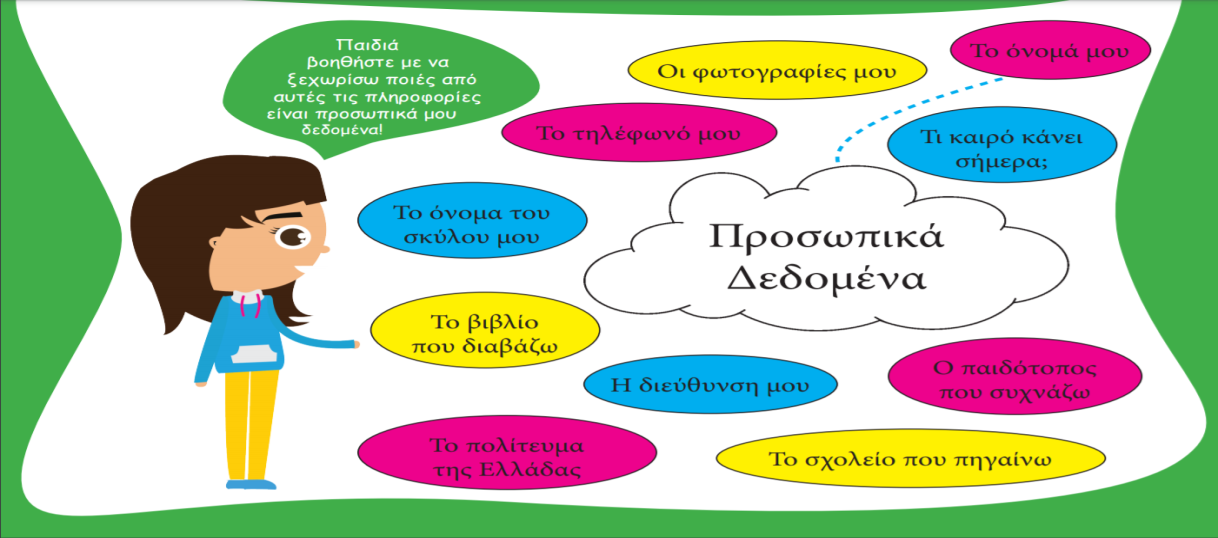 Παιδιά
βοηθήστε με να
ξεχωρίσω ποιές από
αυτές τις πληροφορίες
είναι προσωπικά μου
δεδομένα!
Οι φωτογραφίες μου
Το όνομά μου
Το τηλέφωνό μου
Τι καιρό κάνει
σήμερα;
Το όνομα του
σκύλου μου
Προσωπικά
Δεδομένα
Το βιβλίο
που διαβάζω
Η διεύθυνση μου
Ο παιδότοπος
που συχνάζω
Το πολίτευμα
της Ελλάδας
Το σχολείο που πηγαίνω